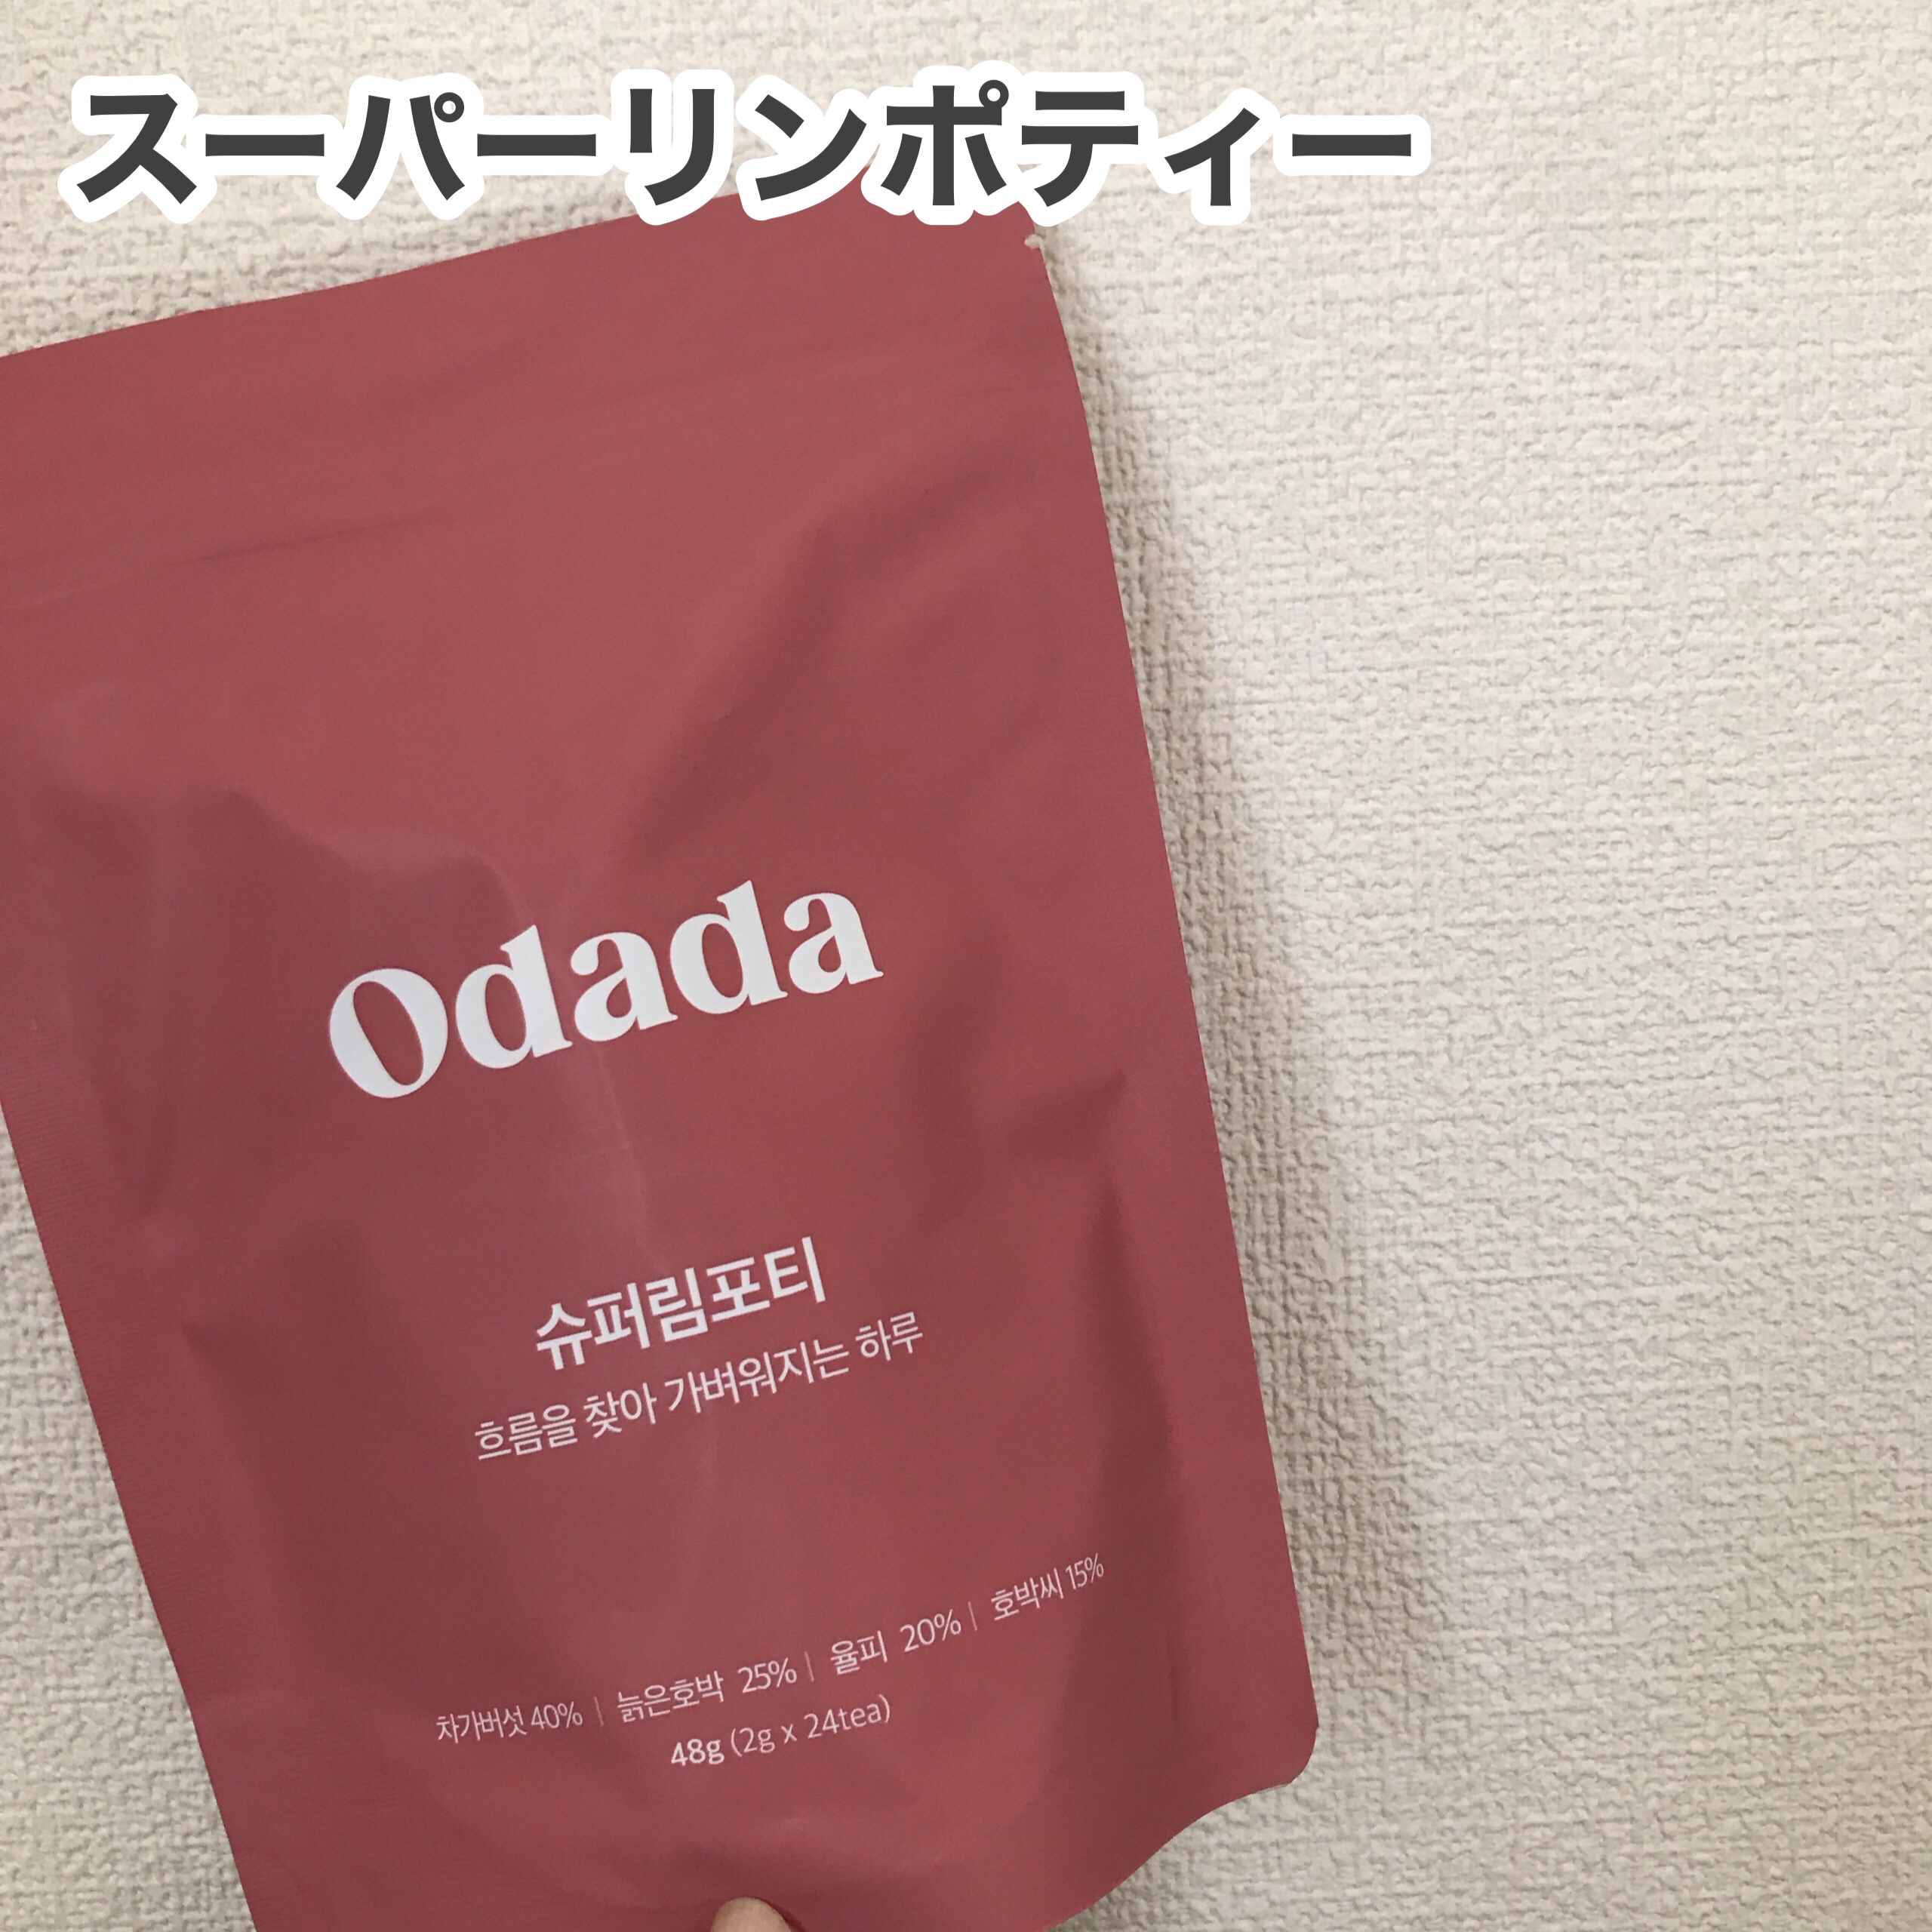 スーパーリンポティー
Odada
슈퍼림포티
흐름을 찾아 가벼워지는 하루
차가버섯 40% | 늙은호박 25% | 율피 20% | 호박씨 15%
48g (2g x 24tea)